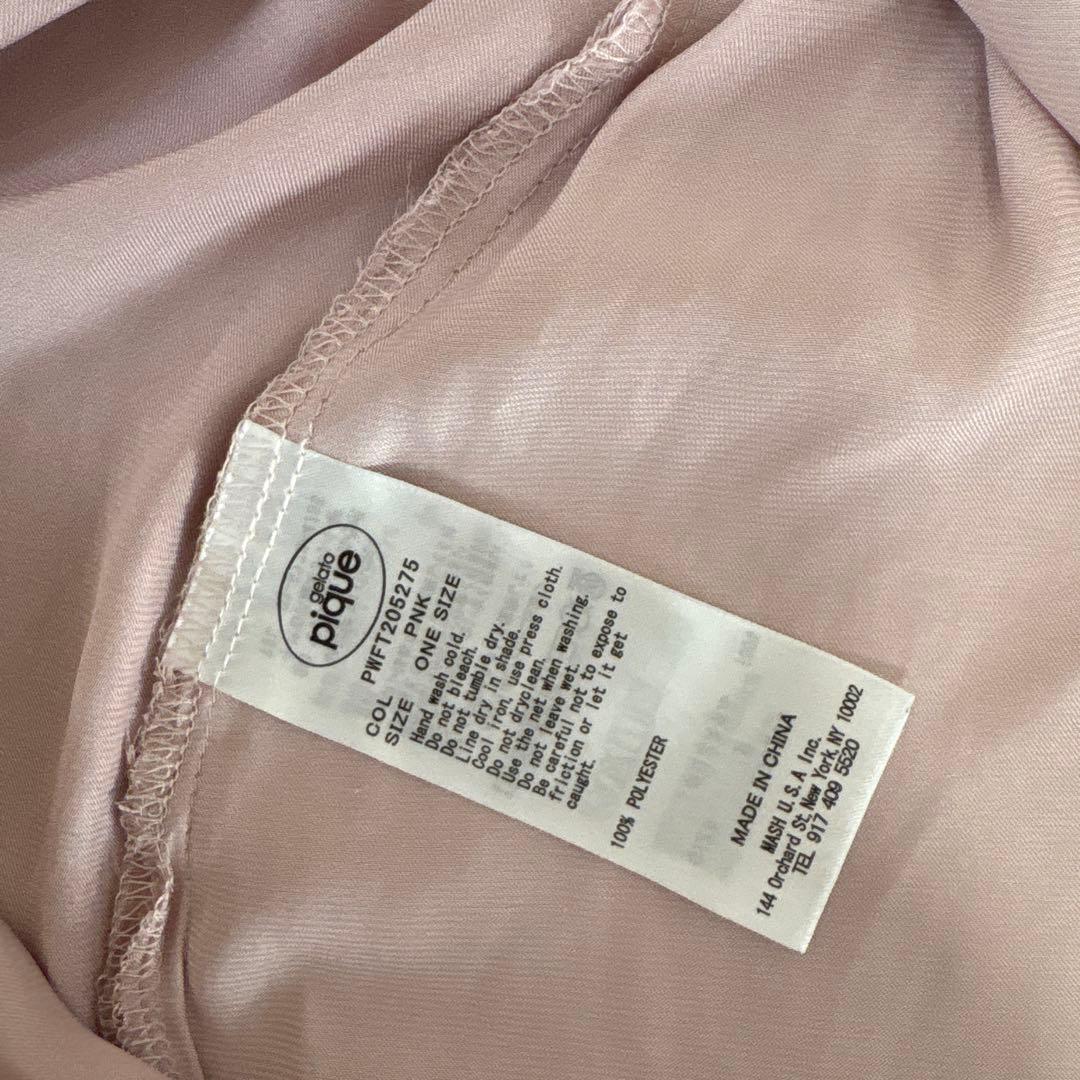 gelato
pique
PWFT205275
COL PNK
SIZE ONE SIZE
Hand wash cold.
Do not bleach.
Do not tumble dry.
Line dry in shade.
Cool iron, use press cloth.
Do not dryclean.
Use the net when washing.
Do not leave wet.
Be careful not to expose to
friction or let it get
caught.
100% POLYESTER
MADE IN CHINA
MASH U.S.A Inc.
144 Orchard St, New York, NY 10002
TEL 917 409 5520